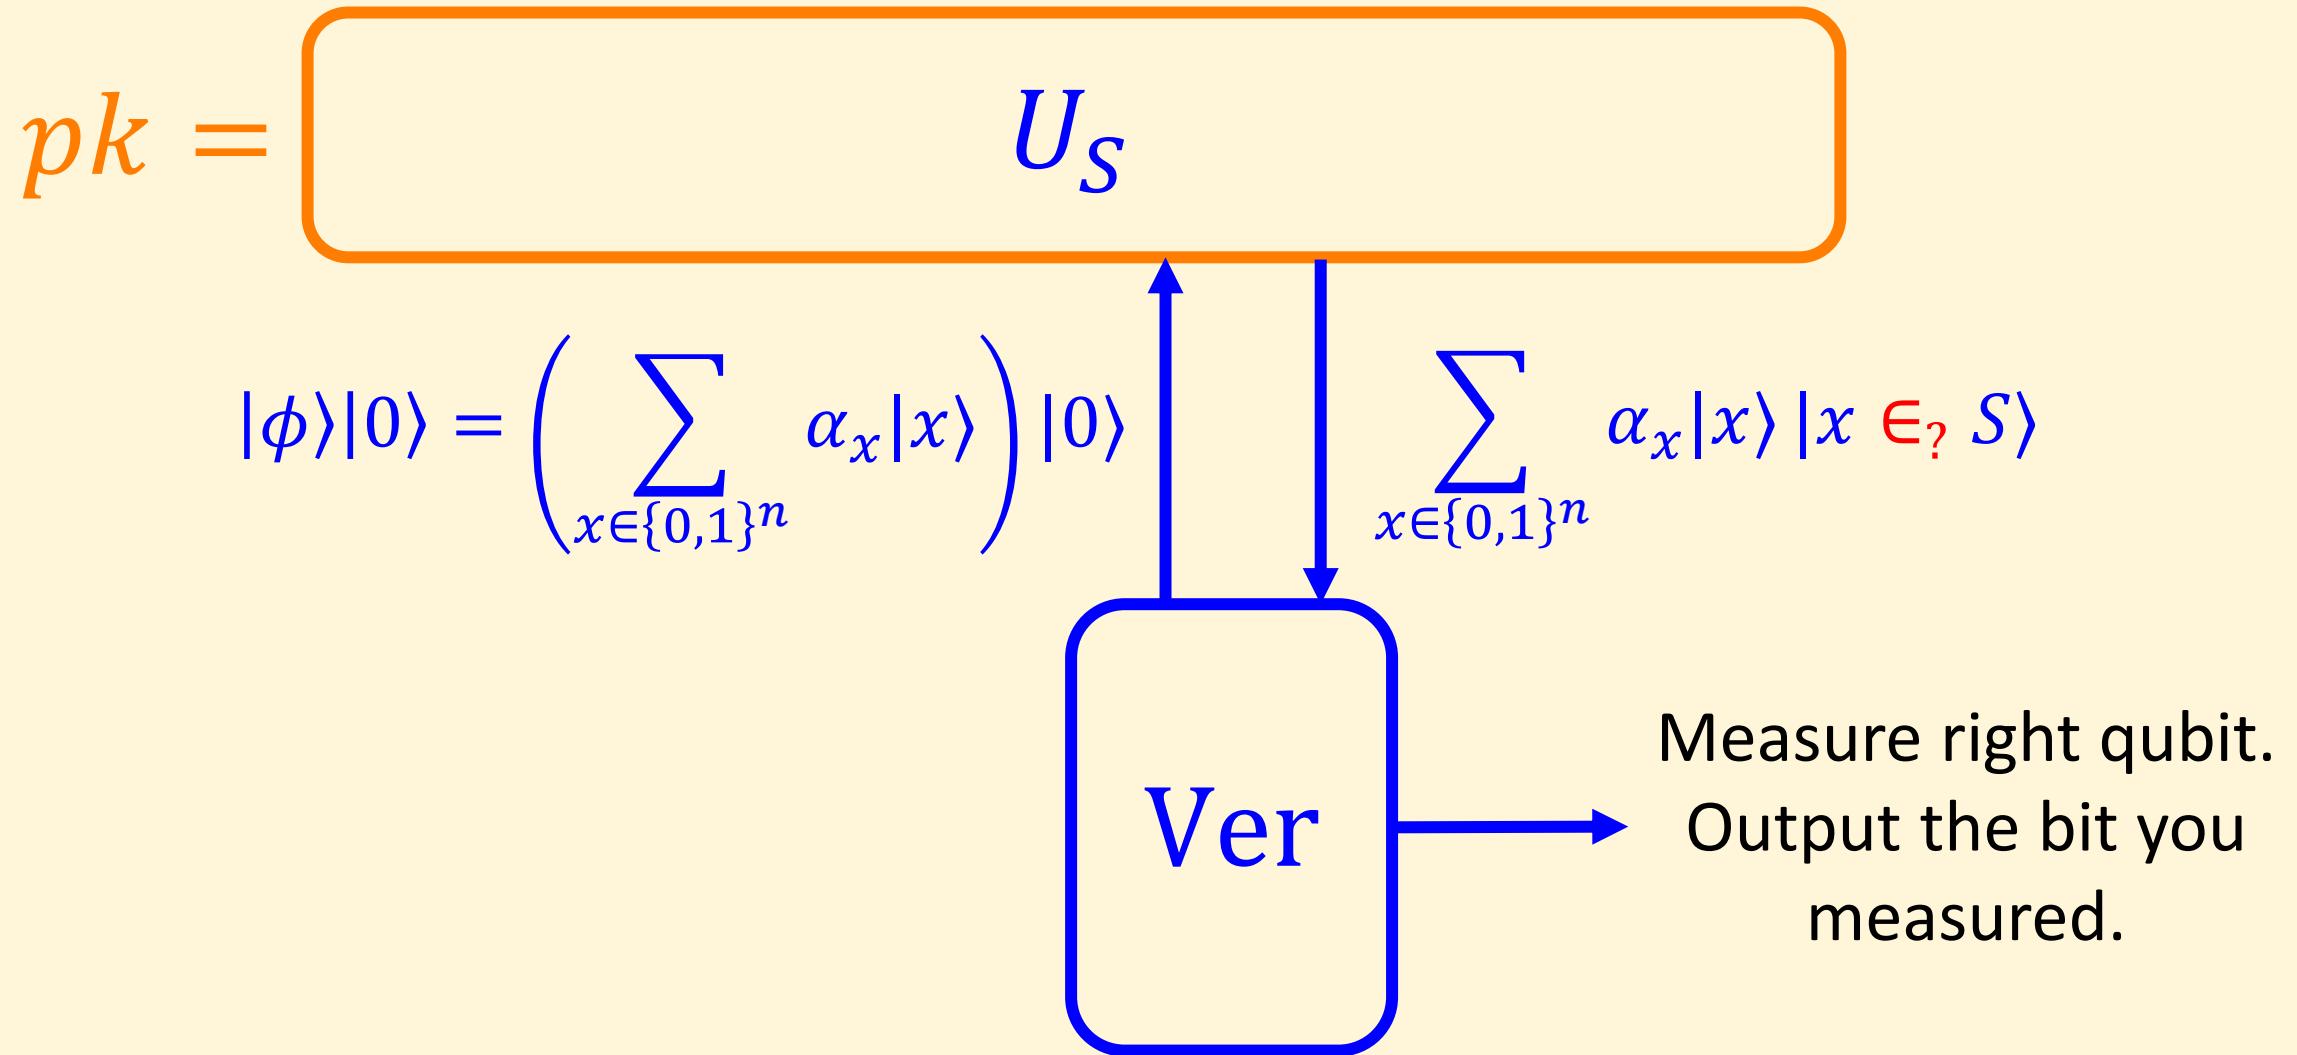 pk = U_S
|ϕ⟩|0⟩ = (∑_{x∈{0,1}^n} α_x|x⟩)|0⟩
∑_{x∈{0,1}^n} α_x|x⟩|x ∈_? S⟩
Ver
Measure right qubit.
Output the bit you
measured.